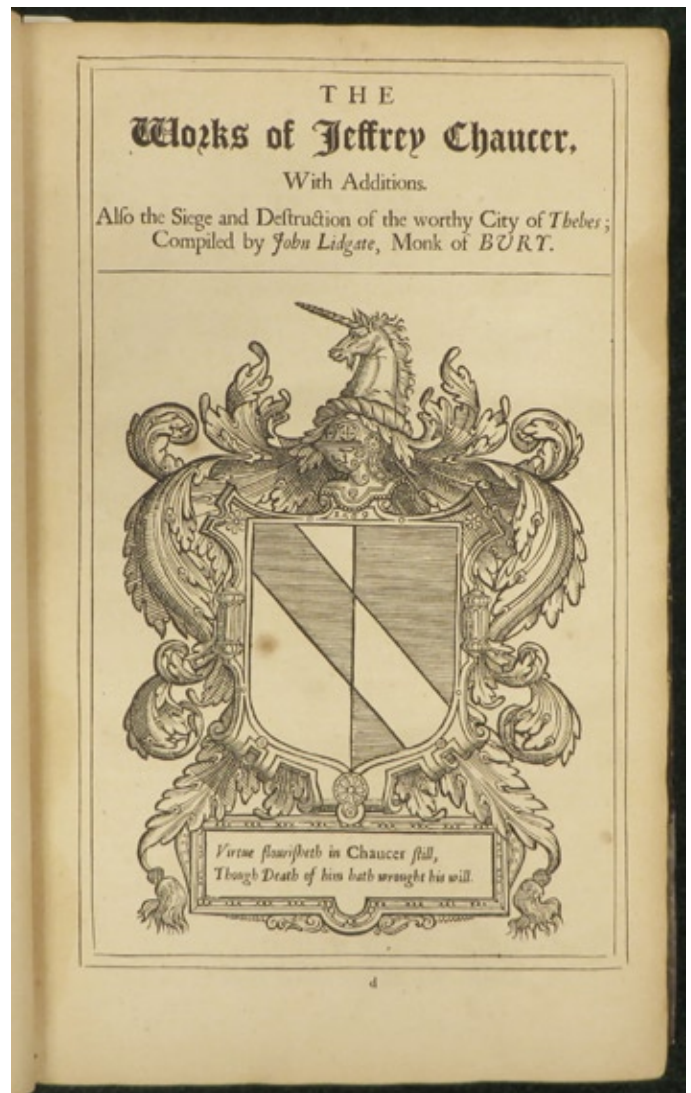 THE
Works of Jeffrey Chaucer,
With Additions.
Also the Siege and Deſtruction of the worthy City of Thebes;
Compiled by John Lidgate, Monk of BURY.
Virtue flouriſheth in Chaucer ſtill,
Though Death of him hath wrought his will.
d